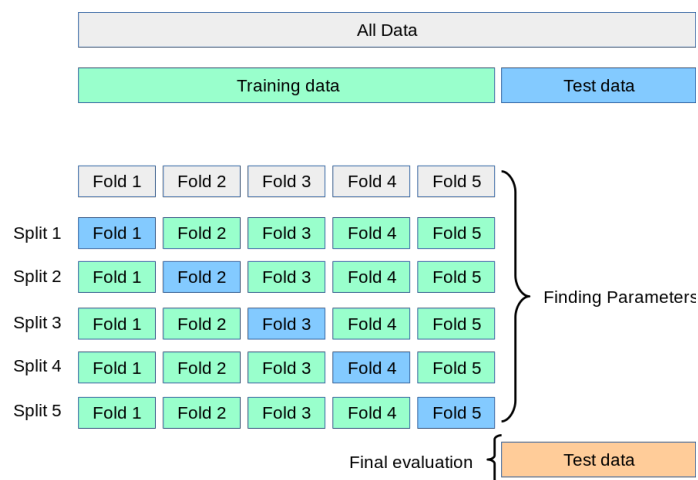 All Data
Training data Test data
Fold 1 Fold 2 Fold 3 Fold 4 Fold 5
Split 1 Fold 1 Fold 2 Fold 3 Fold 4 Fold 5
Split 2 Fold 1 Fold 2 Fold 3 Fold 4 Fold 5
Finding Parameters
Split 3 Fold 1 Fold 2 Fold 3 Fold 4 Fold 5
Split 4 Fold 1 Fold 2 Fold 3 Fold 4 Fold 5
Split 5 Fold 1 Fold 2 Fold 3 Fold 4 Fold 5
Final evaluation Test data